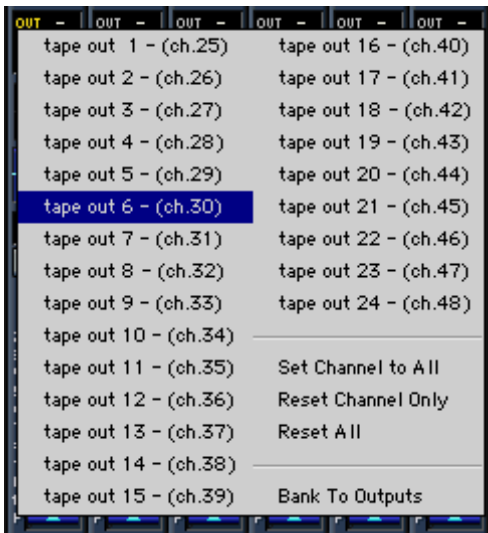 OUT - OUT - OUT - OUT - OUT - OUT -
tape out 1 - (ch.25)
tape out 2 - (ch.26)
tape out 3 - (ch.27)
tape out 4 - (ch.28)
tape out 5 - (ch.29)
tape out 6 - (ch.30)
tape out 7 - (ch.31)
tape out 8 - (ch.32)
tape out 9 - (ch.33)
tape out 10 - (ch.34)
tape out 11 - (ch.35)
tape out 12 - (ch.36)
tape out 13 - (ch.37)
tape out 14 - (ch.38)
tape out 15 - (ch.39)
tape out 16 - (ch.40)
tape out 17 - (ch.41)
tape out 18 - (ch.42)
tape out 19 - (ch.43)
tape out 20 - (ch.44)
tape out 21 - (ch.45)
tape out 22 - (ch.46)
tape out 23 - (ch.47)
tape out 24 - (ch.48)
Set Channel to All
Reset Channel Only
Reset All
Bank To Outputs